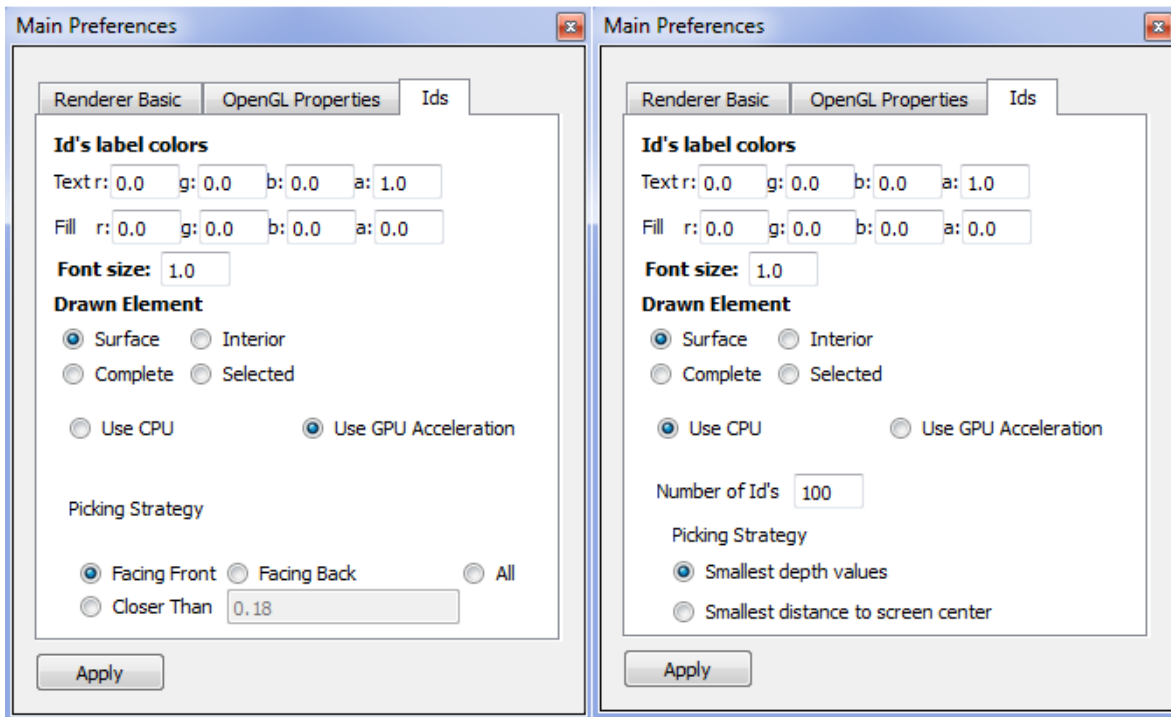 Main Preferences
Renderer Basic OpenGL Properties Ids
Id's label colors
Text r: 0.0 g: 0.0 b: 0.0 a: 1.0
Fill r: 0.0 g: 0.0 b: 0.0 a: 0.0
Font size: 1.0
Drawn Element
Surface Interior
Complete Selected
Use CPU Use GPU Acceleration
Picking Strategy
Facing Front Facing Back All
Closer Than 0.18
Apply
Main Preferences
Renderer Basic OpenGL Properties Ids
Id's label colors
Text r: 0.0 g: 0.0 b: 0.0 a: 1.0
Fill r: 0.0 g: 0.0 b: 0.0 a: 0.0
Font size: 1.0
Drawn Element
Surface Interior
Complete Selected
Use CPU Use GPU Acceleration
Number of Id's 100
Picking Strategy
Smallest depth values
Smallest distance to screen center
Apply